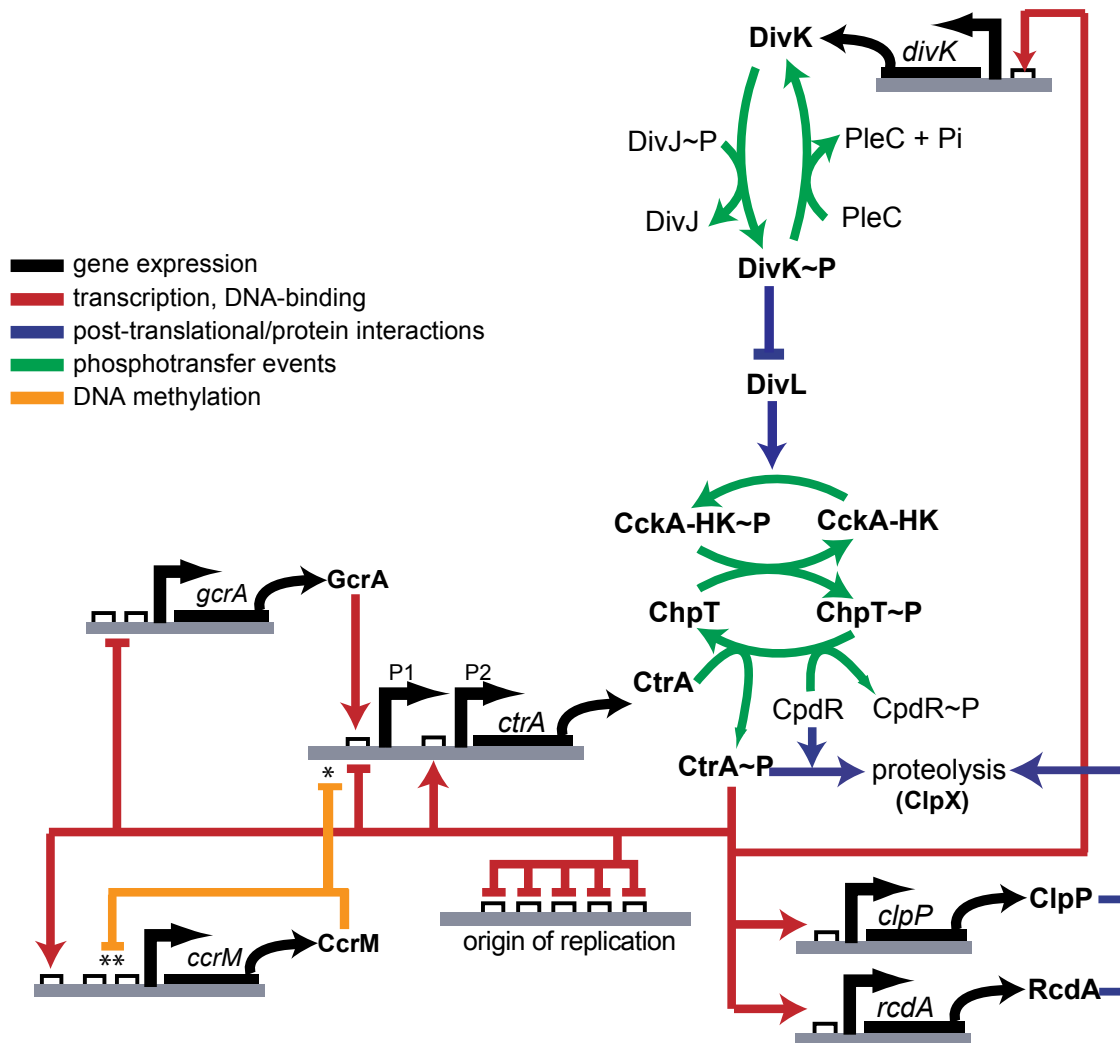 DivK
divK
DivJ~P
PleC + Pi
DivJ
PleC
DivK~P
gene expression
transcription, DNA-binding
post-translational/protein interactions
phosphotransfer events
DNA methylation
DivL
CckA-HK~P
CckA-HK
GcrA
gcrA
ChpT
ChpT~P
P1
P2
CtrA
ctrA
CpdR
CpdR~P
*
CtrA~P
proteolysis
(ClpX)
ClpP
clpP
origin of replication
CcrM
**
ccrM
RcdA
rcdA